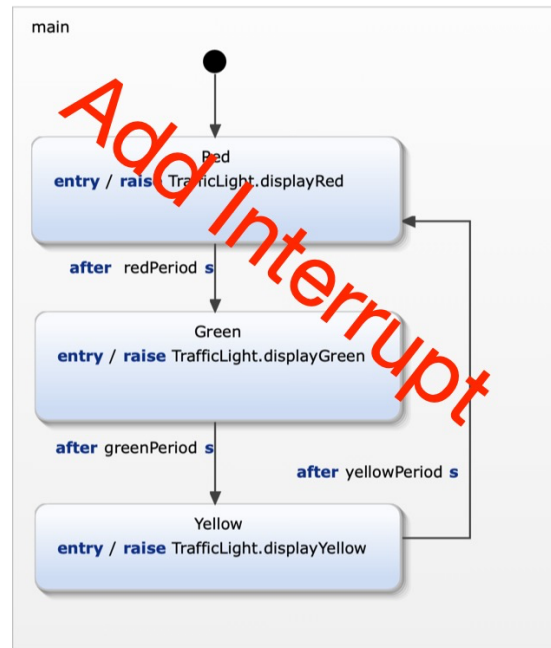 main
Add Interrupt
Red
entry / raise TrafficLight.displayRed
after redPeriod s
Green
entry / raise TrafficLight.displayGreen
after greenPeriod s
after yellowPeriod s
Yellow
entry / raise TrafficLight.displayYellow